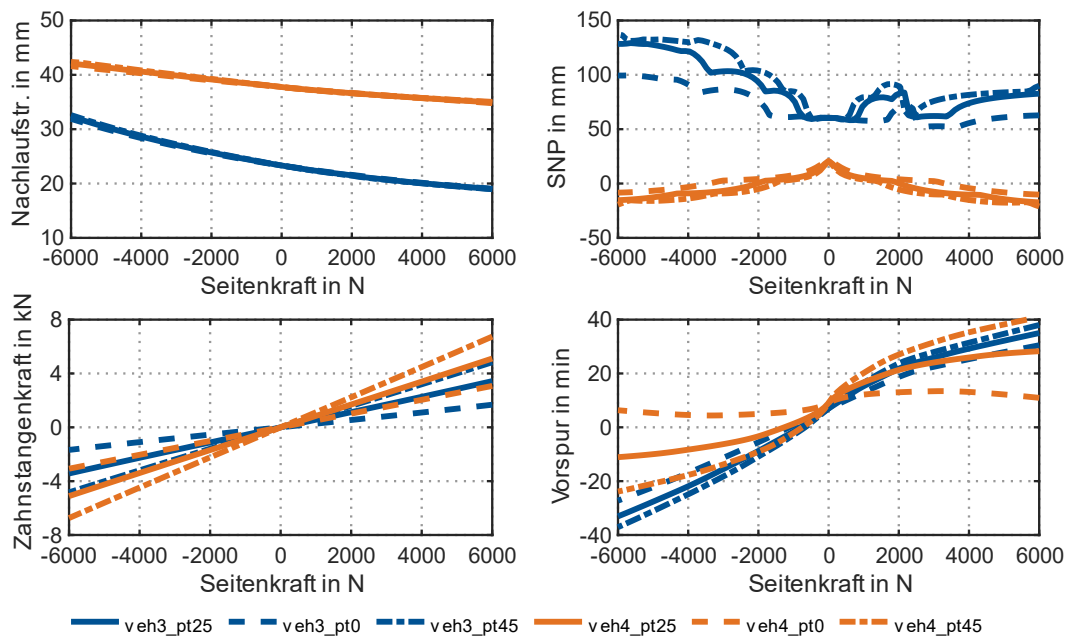 Nachlaufstr. in mm
50
40
30
20
10
-6000 -4000 -2000 0 2000 4000 6000
Seitenkraft in N
SNP in mm
150
100
50
0
-50
-6000 -4000 -2000 0 2000 4000 6000
Seitenkraft in N
Zahnstangenkraft in kN
8
4
0
-4
-8
-6000 -4000 -2000 0 2000 4000 6000
Seitenkraft in N
Vorspur in min
40
20
0
-20
-40
-6000 -4000 -2000 0 2000 4000 6000
Seitenkraft in N
veh3_pt25 veh3_pt0 veh3_pt45 veh4_pt25 veh4_pt0 veh4_pt45